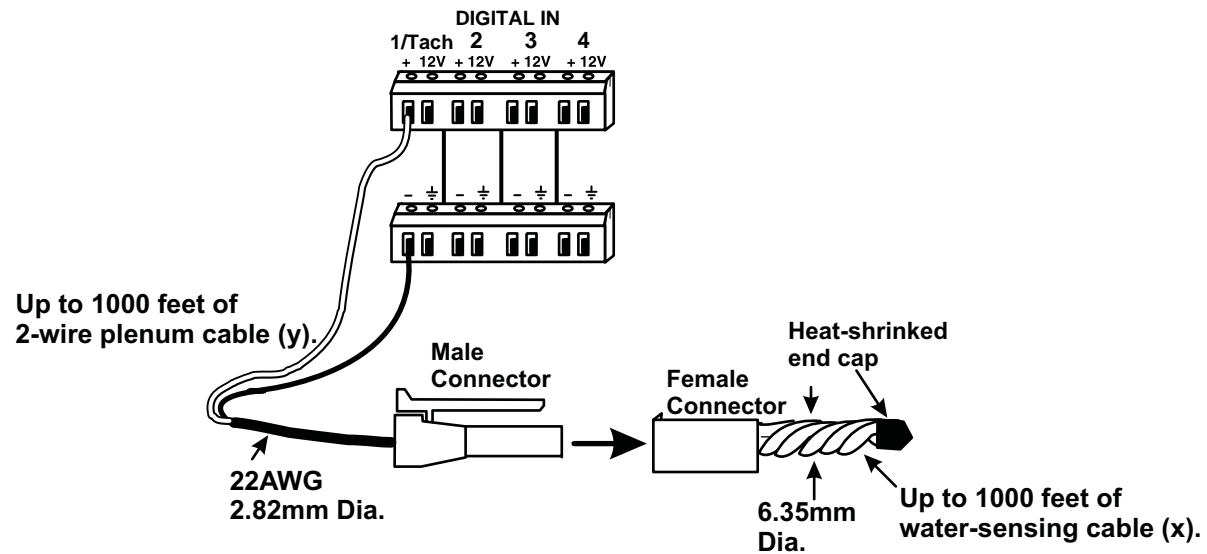 DIGITAL IN
1/Tach 2 3 4
+ 12V + 12V + 12V + 12V
− ⏚ − ⏚ − ⏚ − ⏚
Up to 1000 feet of
2-wire plenum cable (y).
Male
Connector
Female
Connector
Heat-shrinked
end cap
22AWG
2.82mm Dia.
6.35mm
Dia.
Up to 1000 feet of
water-sensing cable (x).